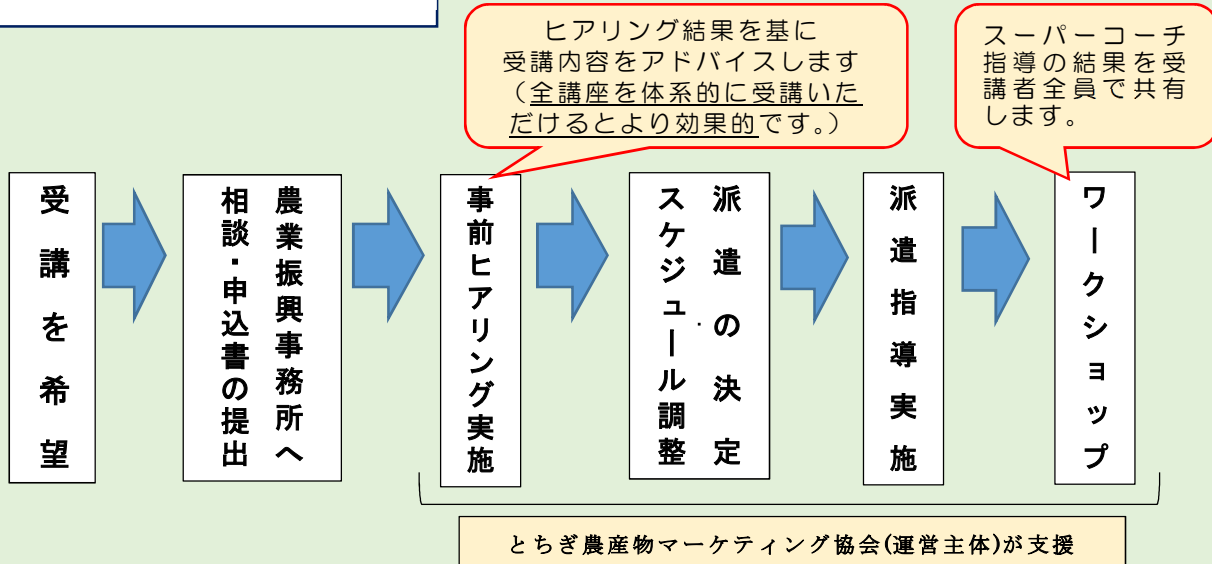 ヒアリング結果を基に
受講内容をアドバイスします
（全講座を体系的に受講いた
だけるとより効果的です。）
スーパーコーチ
指導の結果を受
講者全員で共有
します。
受講を希望
農業振興事務所へ
相談・申込書の提出
事前ヒアリング実施
派遣の決定
スケジュール調整
派遣指導実施
ワークショップ
とちぎ農産物マーケティング協会(運営主体)が支援